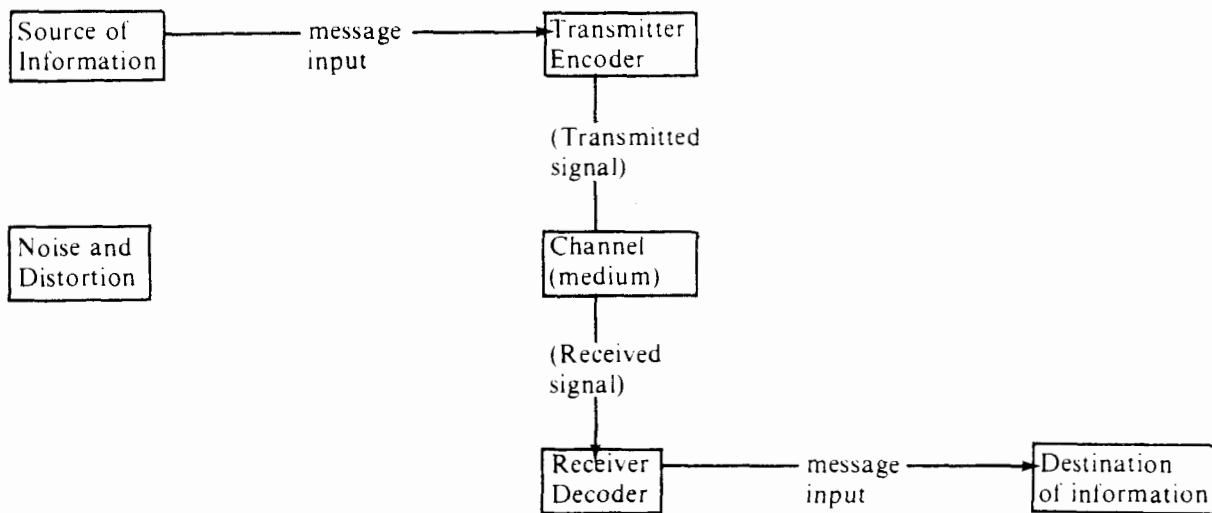 Source of
Information
message
input
Transmitter
Encoder
(Transmitted
signal)
Noise and
Distortion
Channel
(medium)
(Received
signal)
Receiver
Decoder
message
input
Destination
of information